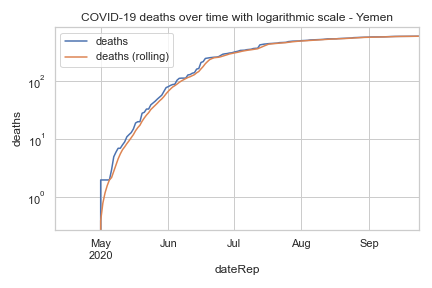 COVID-19 deaths over time with logarithmic scale - Yemen
deaths
deaths (rolling)
10²
10¹
10⁰
deaths
May
2020
Jun
Jul
Aug
Sep
dateRep